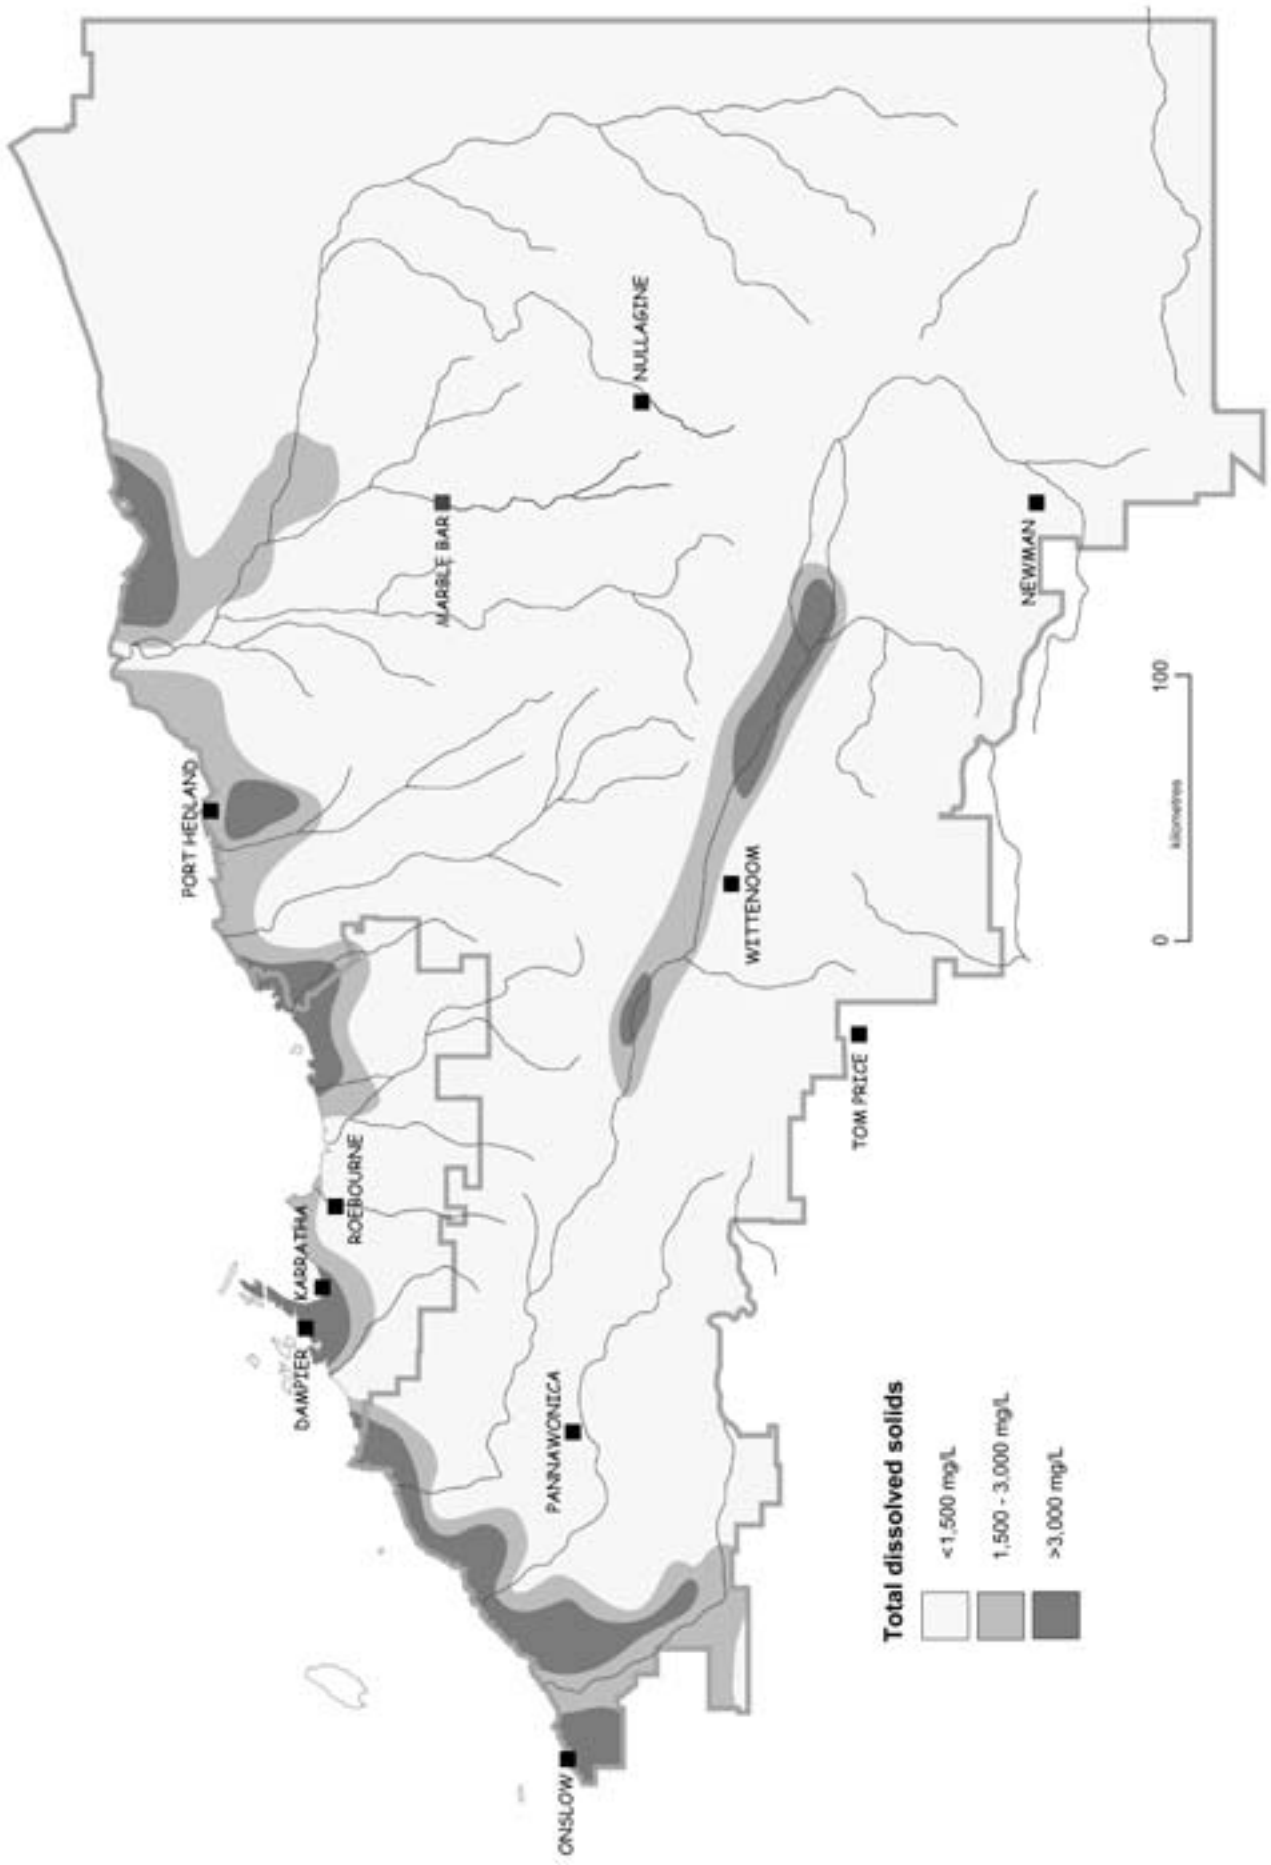 PORT HEDLAND
DAMPIER
KARRATHA
ROEBOURNE
ONSLOW
PANNAWONICA
MARBLE BAR
NULLAGINE
WITTENOOM
TOM PRICE
NEWMAN
Total dissolved solids
<1,500 mg/L
1,500 - 3,000 mg/L
>3,000 mg/L
0 100
kilometres